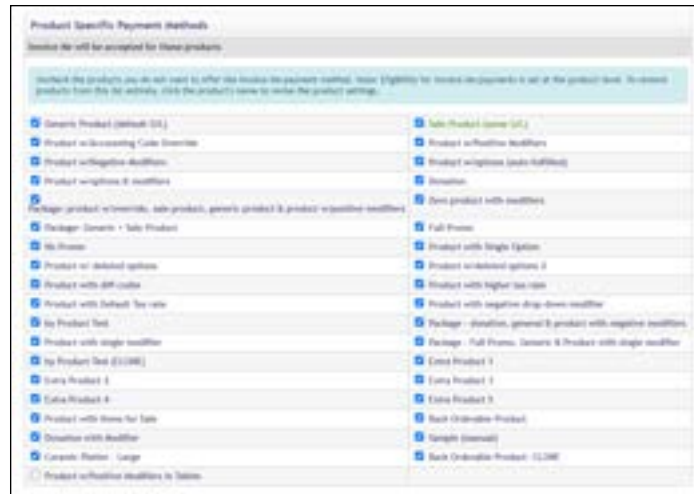 Product Specific Payment Methods
Invoice Me will be accepted for these products
Uncheck the products you do not want to offer the Invoice Me payment method. Note: Eligibility for Invoice Me payments is set at the product level. To remove
products from this list entirely, click the product's name to revise the product settings.
Generic Product (default G/L)
Sale Product (same G/L)
Product w/Accounting Code Override
Product w/Positive Modifiers
Product w/Negative Modifiers
Product w/options (auto-fulfilled)
Product w/options & modifiers
Donation
Zero product with modifiers
Package: product w/override, sale product, generic product & product w/positive modifiers
Package: Generic + Sale Product
Full Promo
No Promo
Product with Single Option
Product w/ deleted options
Product w/deleted options 2
Product with diff codes
Product with higher tax rate
Product with Default Tax rate
Product with negative drop down modifier
by Product Test
Package - donation, general & product with negative modifiers
Product with single modifier
Package - Full Promo, Generic & Product with single modifier
by Product Test [CLONE]
Extra Product 1
Extra Product 2
Extra Product 3
Extra Product 4
Extra Product 5
Product with Items for Sale
Back Orderable Product
Donation with Modifier
Sample (manual)
Ceramic Platter - Large
Back Orderable Product: CLONE
Product w/Positive Modifiers in Tables